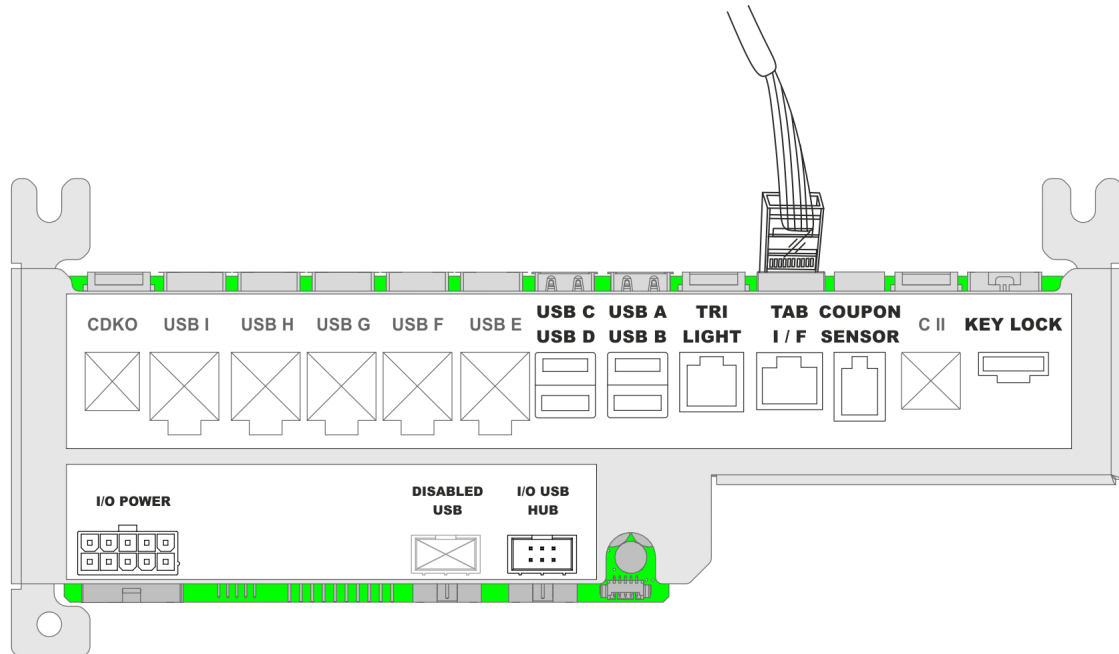 CDKO
USB I
USB H
USB G
USB F
USB E
USB C
USB D
USB A
USB B
TRI
LIGHT
TAB
I / F
COUPON
SENSOR
C II
KEY LOCK
I/O POWER
DISABLED
USB
I/O USB
HUB